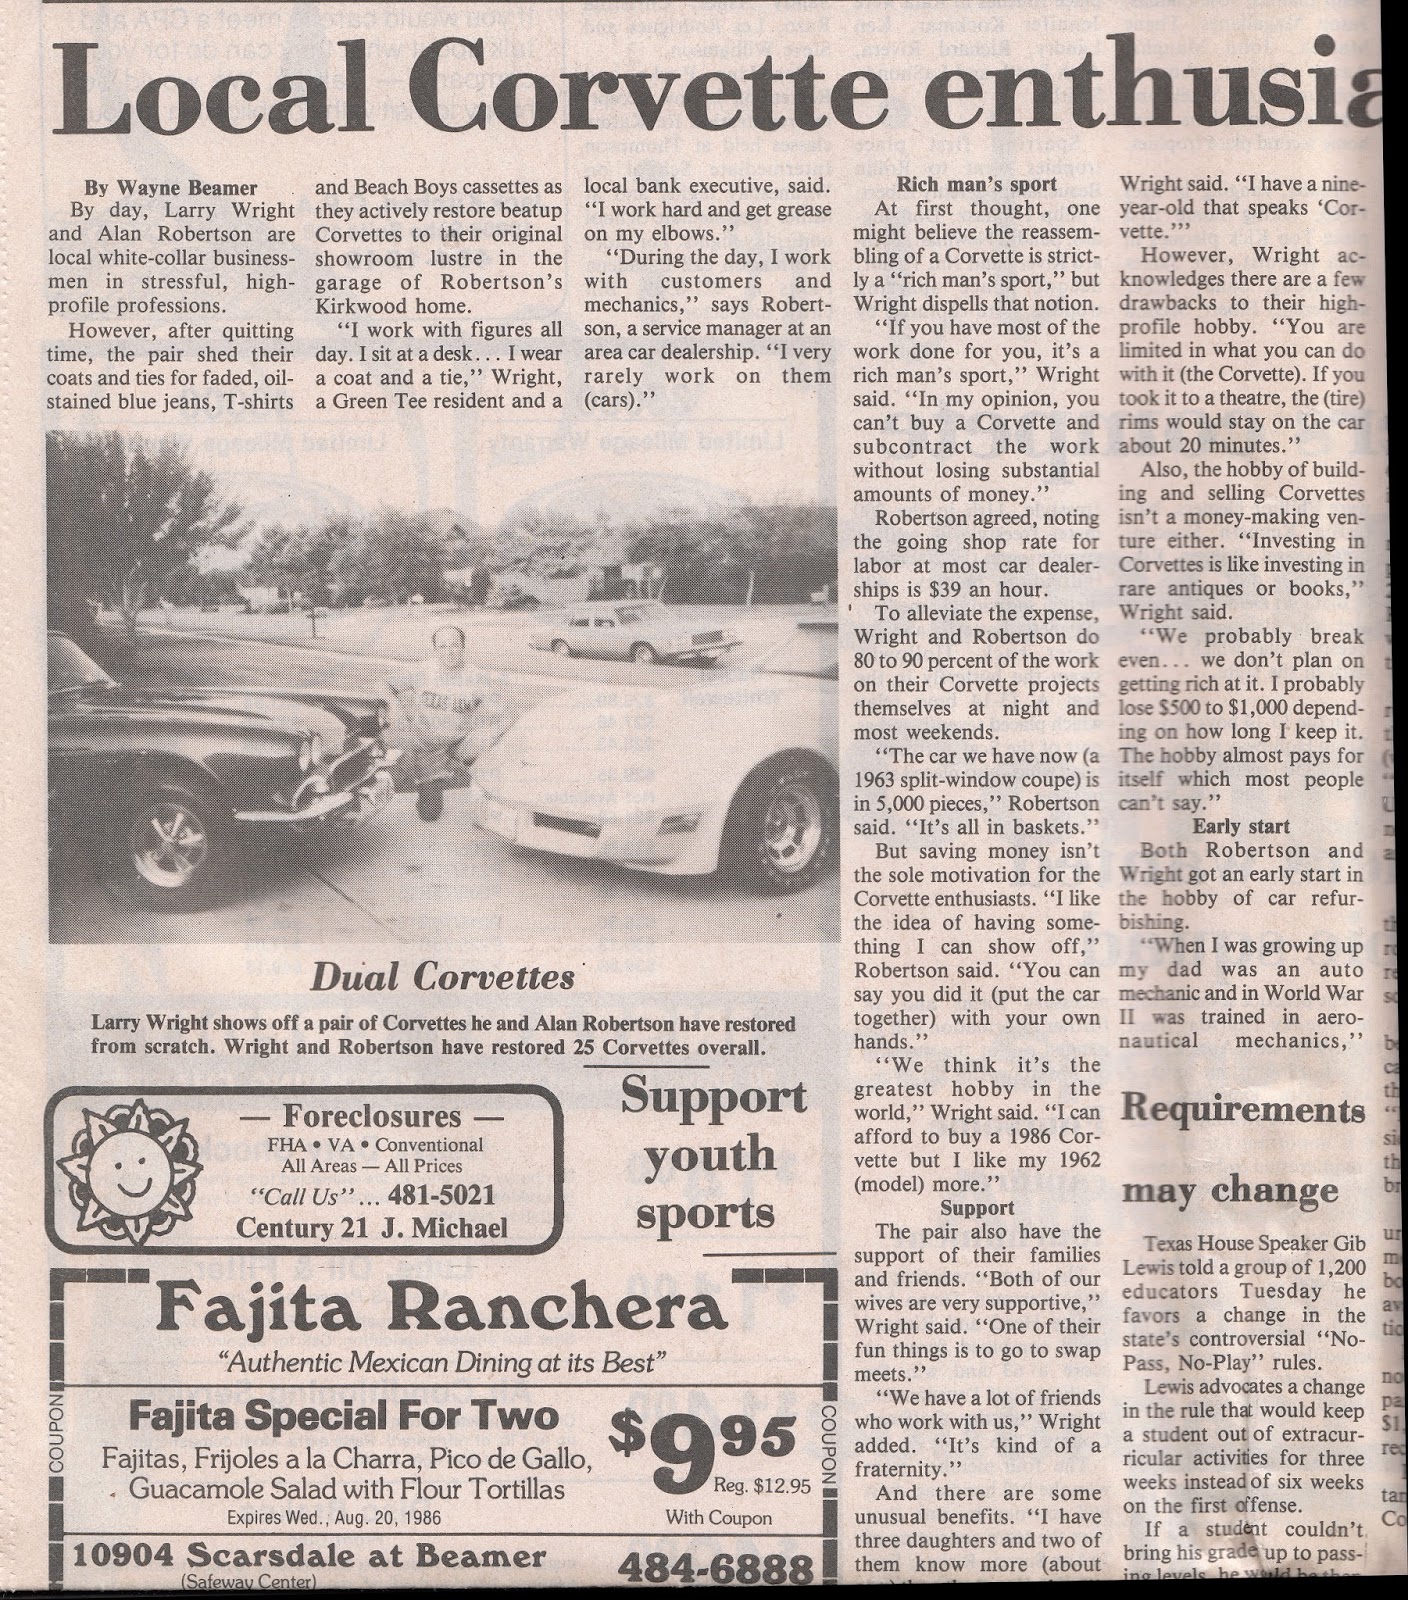 Local Corvette enthusia
By Wayne Beamer
By day, Larry Wright
and Alan Robertson are
local white-collar business-
men in stressful, high-
profile professions.
However, after quitting
time, the pair shed their
coats and ties for faded, oil-
stained blue jeans, T-shirts
and Beach Boys cassettes as
they actively restore beatup
Corvettes to their original
showroom lustre in the
garage of Robertson's
Kirkwood home.
"I work with figures all
day. I sit at a desk... I wear
a coat and a tie," Wright,
a Green Tee resident and a
local bank executive, said.
"I work hard and get grease
on my elbows."
"During the day, I work
with customers and
mechanics," says Robert-
son, a service manager at an
area car dealership. "I very
rarely work on them
(cars)."
Dual Corvettes
Larry Wright shows off a pair of Corvettes he and Alan Robertson have restored
from scratch. Wright and Robertson have restored 25 Corvettes overall.
Rich man's sport
At first thought, one
might believe the reassem-
bling of a Corvette is strict-
ly a "rich man's sport," but
Wright dispells that notion.
"If you have most of the
work done for you, it's a
rich man's sport," Wright
said. "In my opinion, you
can't buy a Corvette and
subcontract the work
without losing substantial
amounts of money."
Robertson agreed, noting
the going shop rate for
labor at most car dealer-
ships is $39 an hour.
To alleviate the expense,
Wright and Robertson do
80 to 90 percent of the work
on their Corvette projects
themselves at night and
most weekends.
"The car we have now (a
1963 split-window coupe) is
in 5,000 pieces," Robertson
said. "It's all in baskets."
But saving money isn't
the sole motivation for the
Corvette enthusiasts. "I like
the idea of having some-
thing I can show off,"
Robertson said. "You can
say you did it (put the car
together) with your own
hands."
"We think it's the
greatest hobby in the
world," Wright said. "I can
afford to buy a 1986 Cor-
vette but I like my 1962
(model) more."
Support
The pair also have the
support of their families
and friends. "Both of our
wives are very supportive,"
Wright said. "One of their
fun things is to go to swap
meets."
"We have a lot of friends
who work with us," Wright
added. "It's kind of a
fraternity."
And there are some
unusual benefits. "I have
three daughters and two of
them know more (about
Wright said. "I have a nine-
year-old that speaks 'Cor-
vette.'"
However, Wright ac-
knowledges there are a few
drawbacks to their high-
profile hobby. "You are
limited in what you can do
with it (the Corvette). If you
took it to a theatre, the (tire)
rims would stay on the car
about 20 minutes."
Also, the hobby of build-
ing and selling Corvettes
isn't a money-making ven-
ture either. "Investing in
Corvettes is like investing in
rare antiques or books,"
Wright said.
"We probably break
even... we don't plan on
getting rich at it. I probably
lose $500 to $1,000 depend-
ing on how long I keep it.
The hobby almost pays for
itself which most people
can't say."
Early start
Both Robertson and
Wright got an early start in
the hobby of car refur-
bishing.
"When I was growing up
my dad was an auto
mechanic and in World War
II was trained in aero-
nautical mechanics,"
Requirements
may change
Texas House Speaker Gib
Lewis told a group of 1,200
educators Tuesday he
favors a change in the
state's controversial "No-
Pass, No-Play" rules.
Lewis advocates a change
in the rule that would keep
a student out of extracur-
ricular activities for three
weeks instead of six weeks
on the first offense.
If a student couldn't
bring his grade up to pass-
ing levels, he would be
— Foreclosures —
FHA • VA • Conventional
All Areas — All Prices
"Call Us"... 481-5021
Century 21 J. Michael
Support
youth
sports
Fajita Ranchera
"Authentic Mexican Dining at its Best"
COUPON
Fajita Special For Two
Fajitas, Frijoles a la Charra, Pico de Gallo,
Guacamole Salad with Flour Tortillas
Expires Wed., Aug. 20, 1986
$9.95
Reg. $12.95
With Coupon
COUPON
10904 Scarsdale at Beamer
(Safeway Center)
484-6888